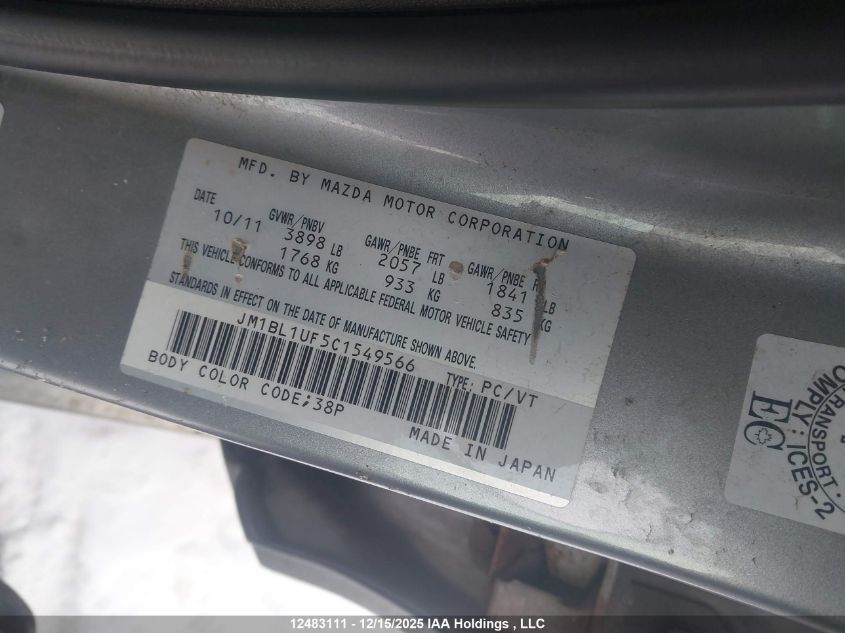 MFD. BY MAZDA MOTOR CORPORATION
DATE GVWR/PNBV GAWR/PNBE FRT GAWR/PNBE
10/11 3898 LB 2057 LB 1841 LB
1768 KG 933 KG 835 KG
THIS VEHICLE CONFORMS TO ALL APPLICABLE FEDERAL MOTOR VEHICLE SAFETY
STANDARDS IN EFFECT ON THE DATE OF MANUFACTURE SHOWN ABOVE.
JM1BL1UF5C1549566 TYPE: PC/VT
BODY COLOR CODE;38P
MADE IN JAPAN
TRANSPORT
COMPLY : ICES-2
EC
12483111 - 12/15/2025 IAA Holdings , LLC